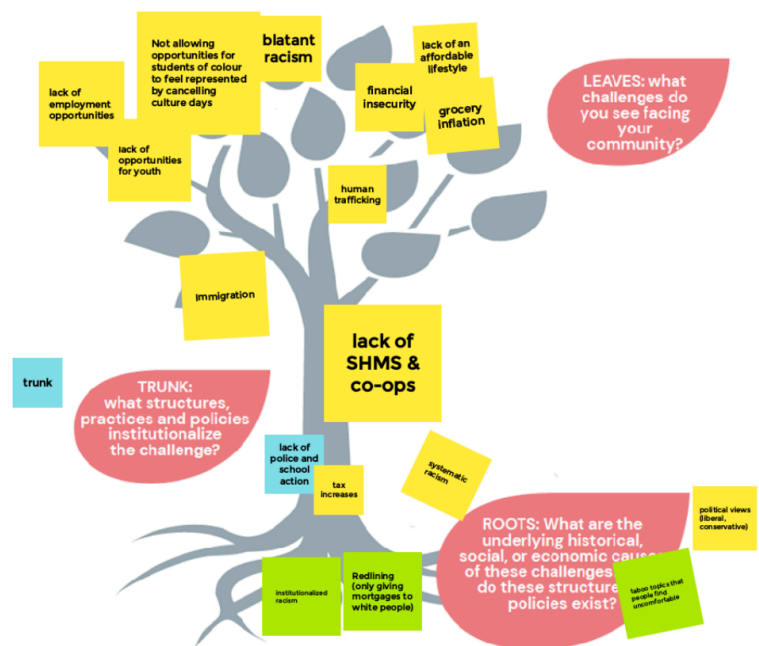 Not allowing
opportunities for
students of colour
to feel represented
by cancelling
culture days
blatant
racism
lack of an
affordable
lifestyle
lack of
employment
opportunities
financial
insecurity
grocery
inflation
LEAVES: what
challenges do
you see facing
your
community?
lack of
opportunities
for youth
human
trafficking
Immigration
lack of
SHMS &
co-ops
trunk
TRUNK:
what structures,
practices and policies
institutionalize
the challenge?
lack of
police and
school
action
tax
increases
systematic
racism
political views
(liberal,
conservative)
ROOTS: What are the
underlying historical,
social, or economic cause
of these challenges
do these structure
policies exist?
taboo topics that
people find
uncomfortable
institutionalized
racism
Redlining
(only giving
mortgages to
white people)